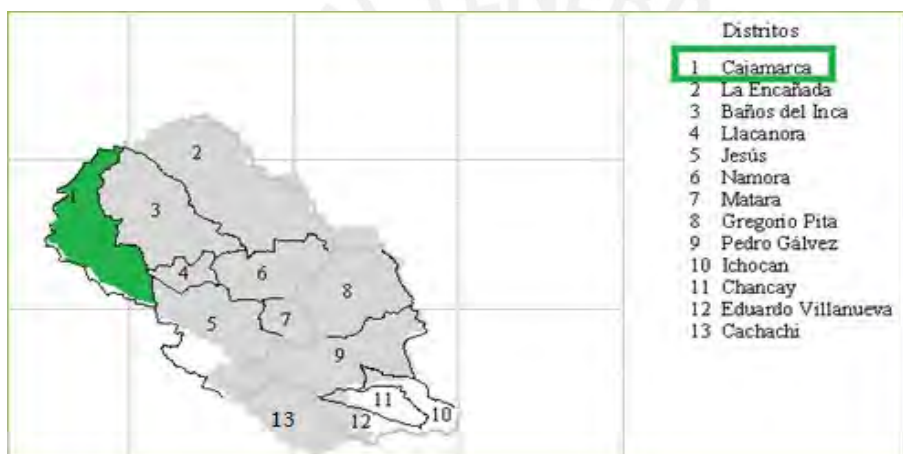 Distritos
1 Cajamarca
2 La Encañada
3 Baños del Inca
4 Llacanora
5 Jesús
6 Namora
7 Matara
8 Gregorio Pita
9 Pedro Gálvez
10 Ichocan
11 Chancay
12 Eduardo Villanueva
13 Cachachi
2
1
3
4
6
8
5
7
9
11
10
13
12